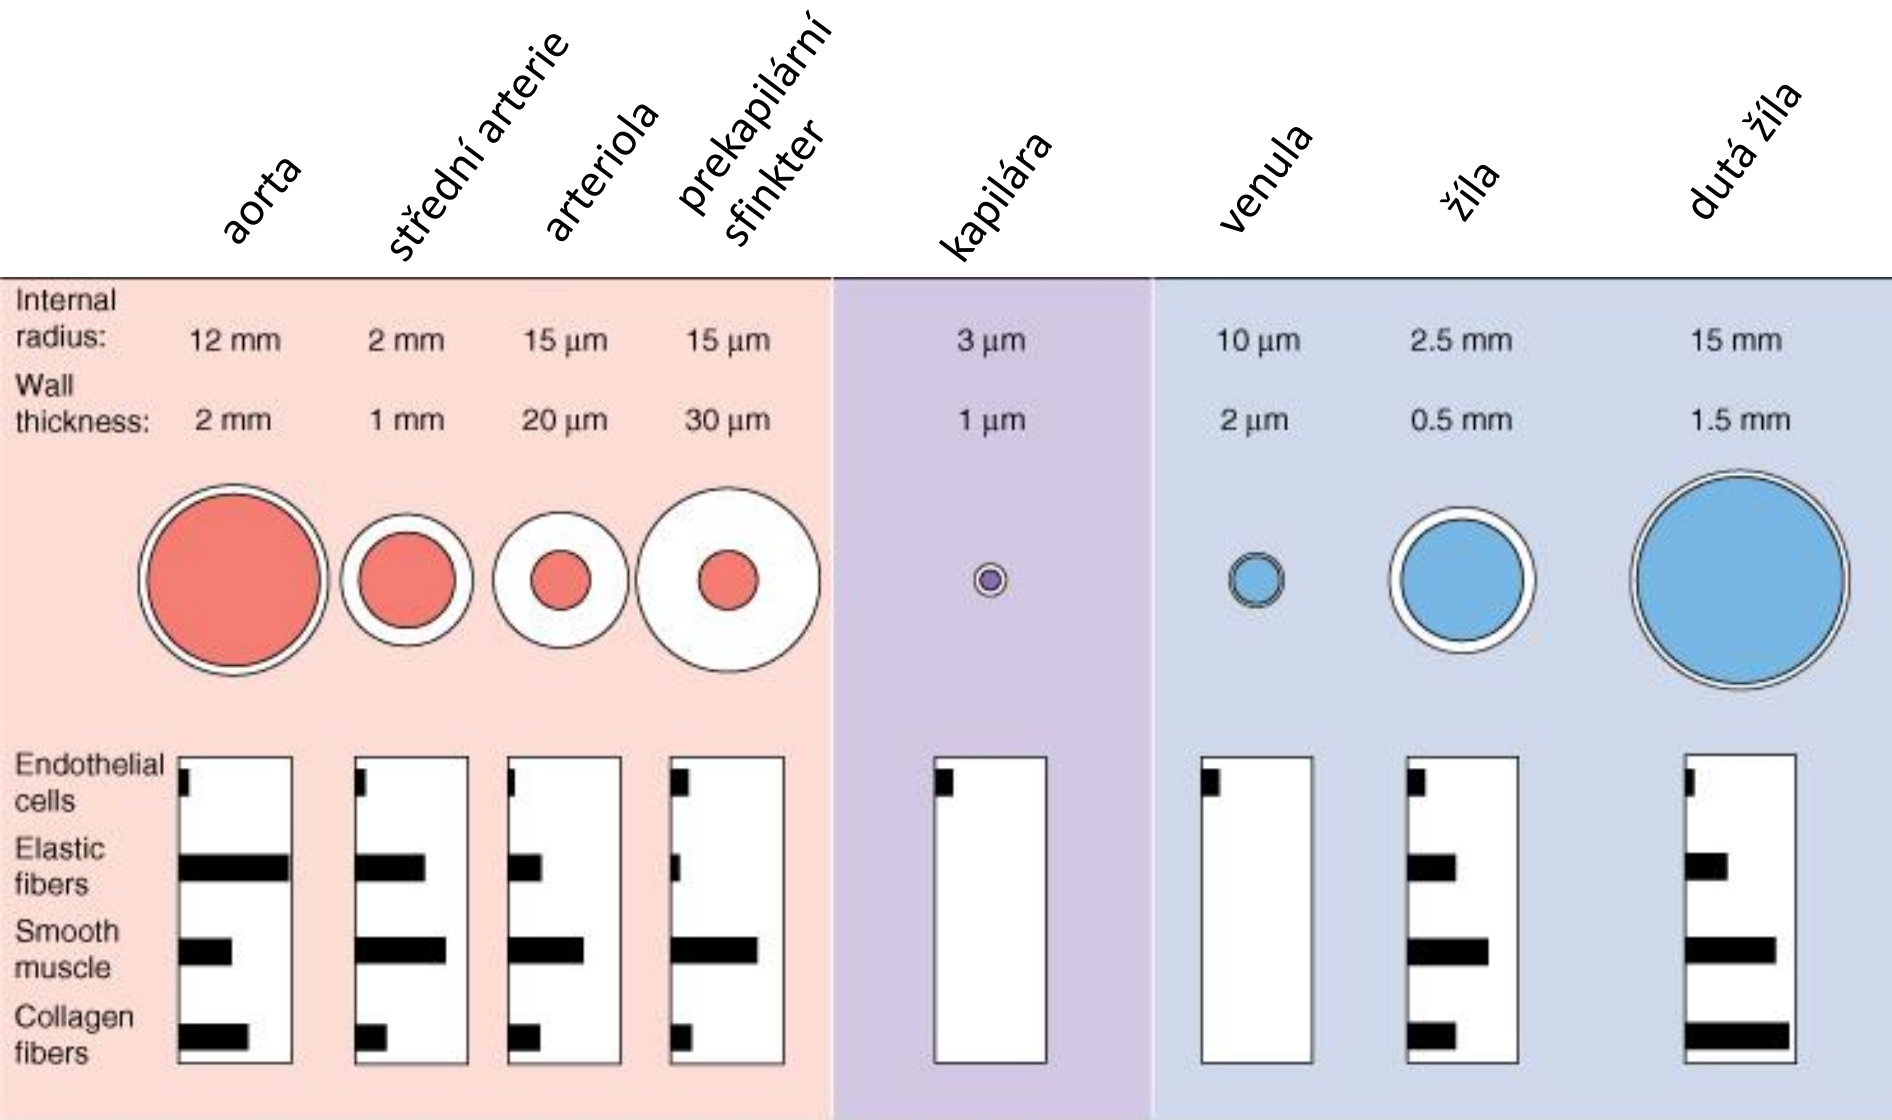 aorta
střední arterie
arteriola
prekapilární
sfinkter
kapilára
venula
žíla
dutá žíla
Internal
radius:
12 mm
2 mm
15 µm
15 µm
3 µm
10 µm
2.5 mm
15 mm
Wall
thickness:
2 mm
1 mm
20 µm
30 µm
1 µm
2 µm
0.5 mm
1.5 mm
Endothelial
cells
Elastic
fibers
Smooth
muscle
Collagen
fibers